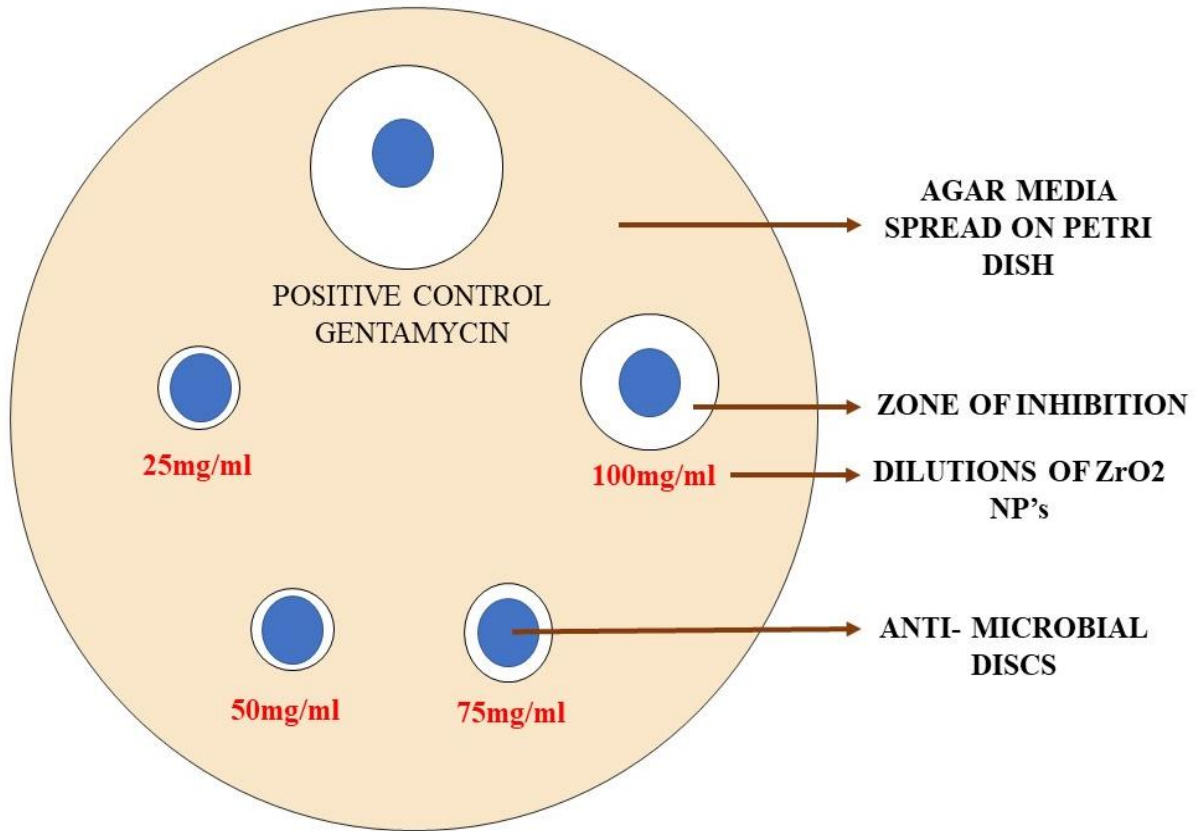 POSITIVE CONTROL
GENTAMYCIN
25mg/ml
100mg/ml
50mg/ml
75mg/ml
AGAR MEDIA
SPREAD ON PETRI
DISH
ZONE OF INHIBITION
DILUTIONS OF ZrO2
NP’s
ANTI- MICROBIAL
DISCS